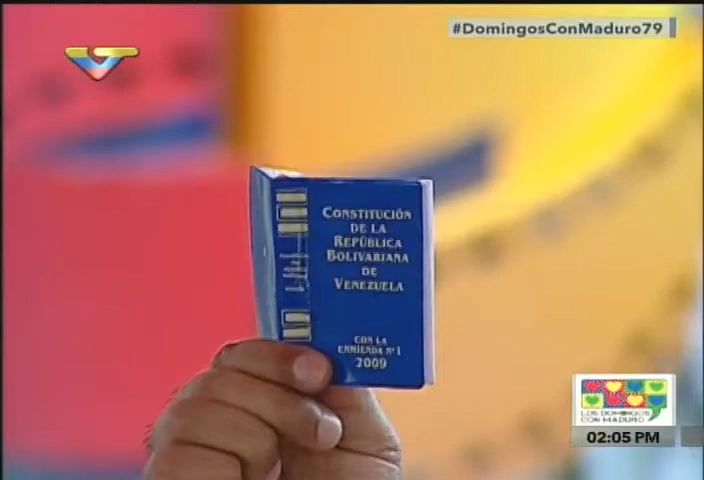 #DomingosConMaduro79
CONSTITUCIÓN
DE LA
REPÚBLICA
BOLIVARIANA
DE
VENEZUELA
CON LA
ENMIENDA Nº 1
2009
LOS DOMINGOS
CON MADURO
02:05 PM